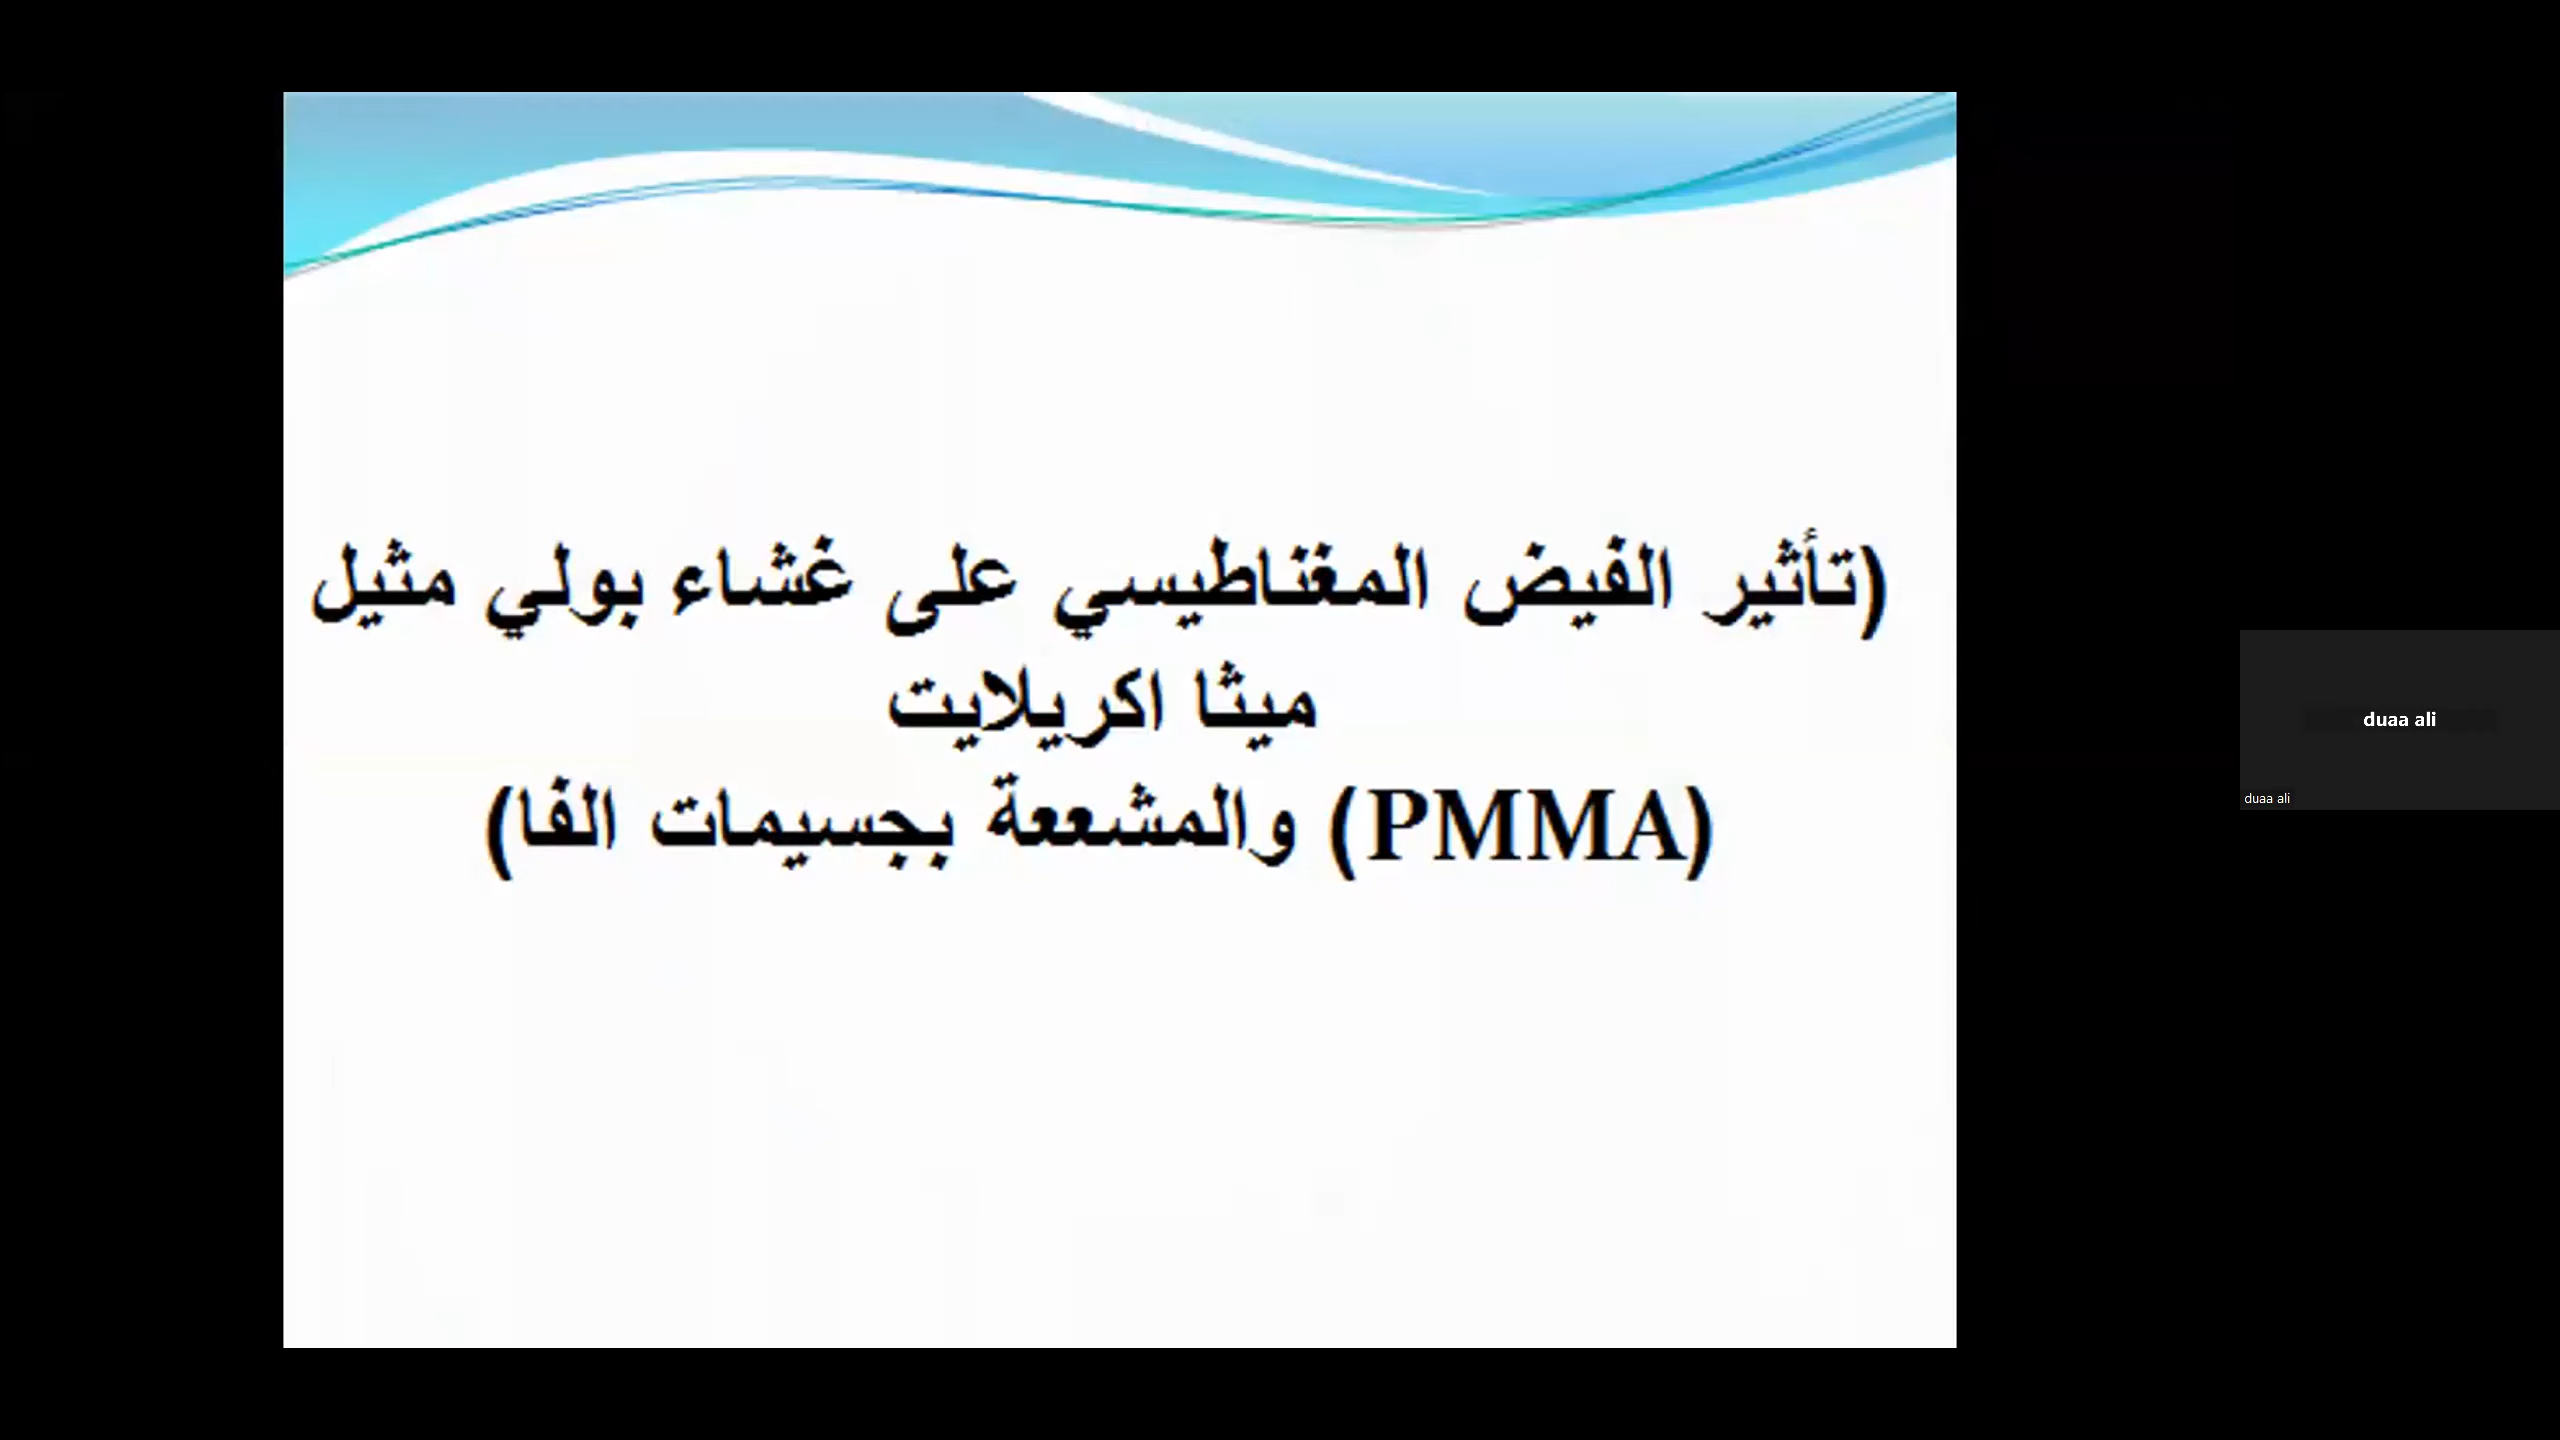 (تأثير الفيض المغناطيسي على غشاء بولي مثيل
ميثا اكريلايت
(PMMA) والمشععة بجسيمات الفا)
duaa ali
duaa ali